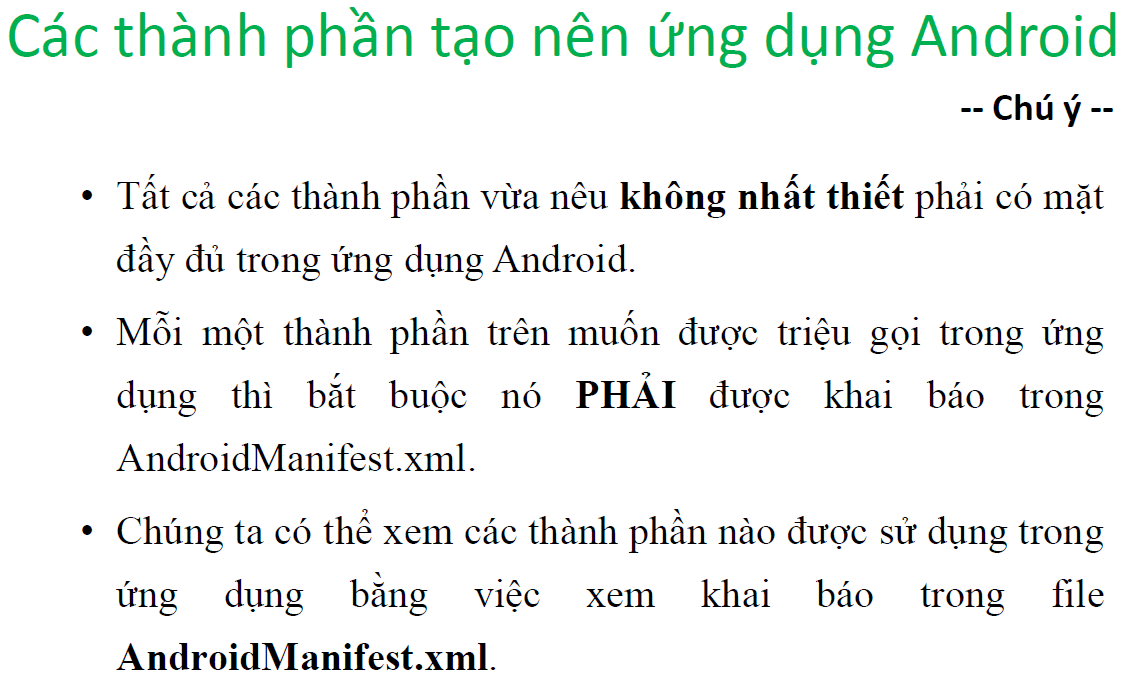 Các thành phần tạo nên ứng dụng Android
-- Chú ý --
• Tất cả các thành phần vừa nêu không nhất thiết phải có mặt
đầy đủ trong ứng dụng Android.
• Mỗi một thành phần trên muốn được triệu gọi trong ứng
dụng thì bắt buộc nó PHẢI được khai báo trong
AndroidManifest.xml.
• Chúng ta có thể xem các thành phần nào được sử dụng trong
ứng dụng bằng việc xem khai báo trong file
AndroidManifest.xml.